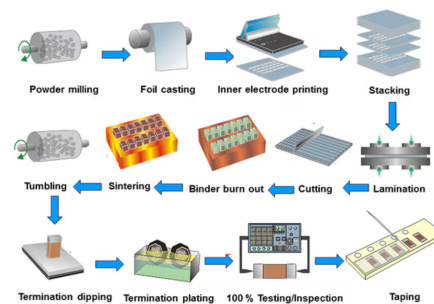 Powder milling
Foil casting
Inner electrode printing
Stacking
Tumbling
Sintering
Binder burn out
Cutting
Lamination
Termination dipping
Termination plating
100 % Testing/Inspection
Taping